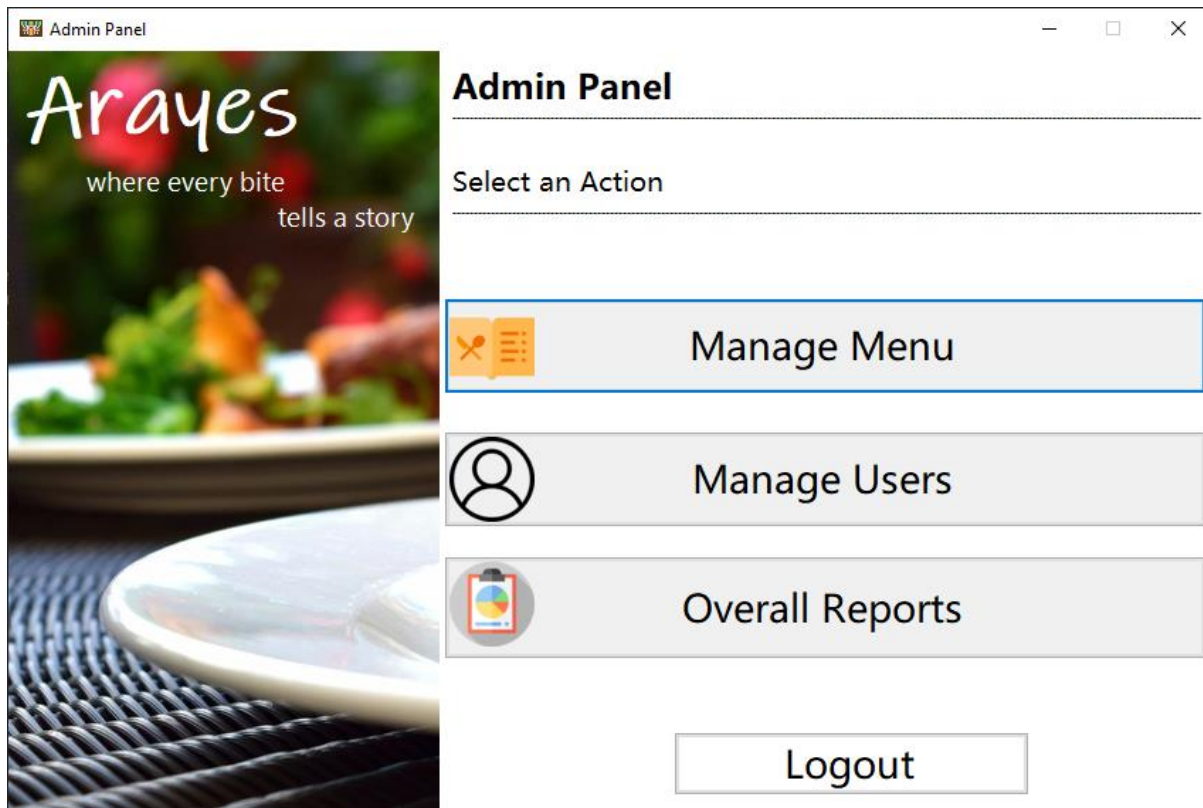 Admin Panel
Arayes
where every bite
tells a story
Admin Panel
Select an Action
Manage Menu
Manage Users
Overall Reports
Logout